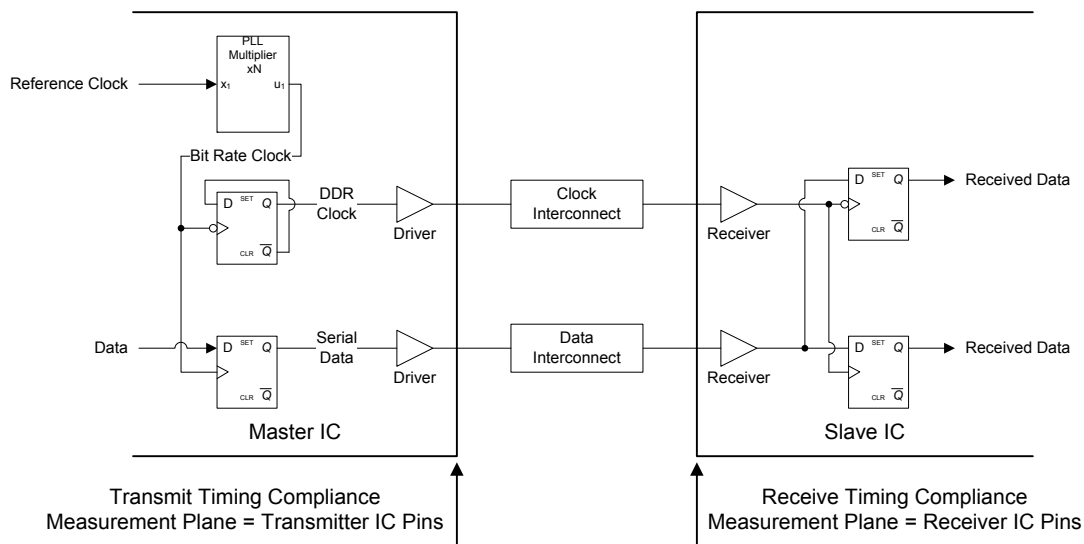 PLL
Multiplier
xN
Reference Clock
x1
u1
Bit Rate Clock
D
SET
Q
CLR
Q
DDR
Clock
Driver
Clock
Interconnect
Receiver
D
SET
Q
CLR
Q
Received Data
Data
D
SET
Q
CLR
Q
Serial
Data
Driver
Data
Interconnect
Receiver
D
SET
Q
CLR
Q
Received Data
Master IC
Slave IC
Transmit Timing Compliance
Measurement Plane = Transmitter IC Pins
Receive Timing Compliance
Measurement Plane = Receiver IC Pins